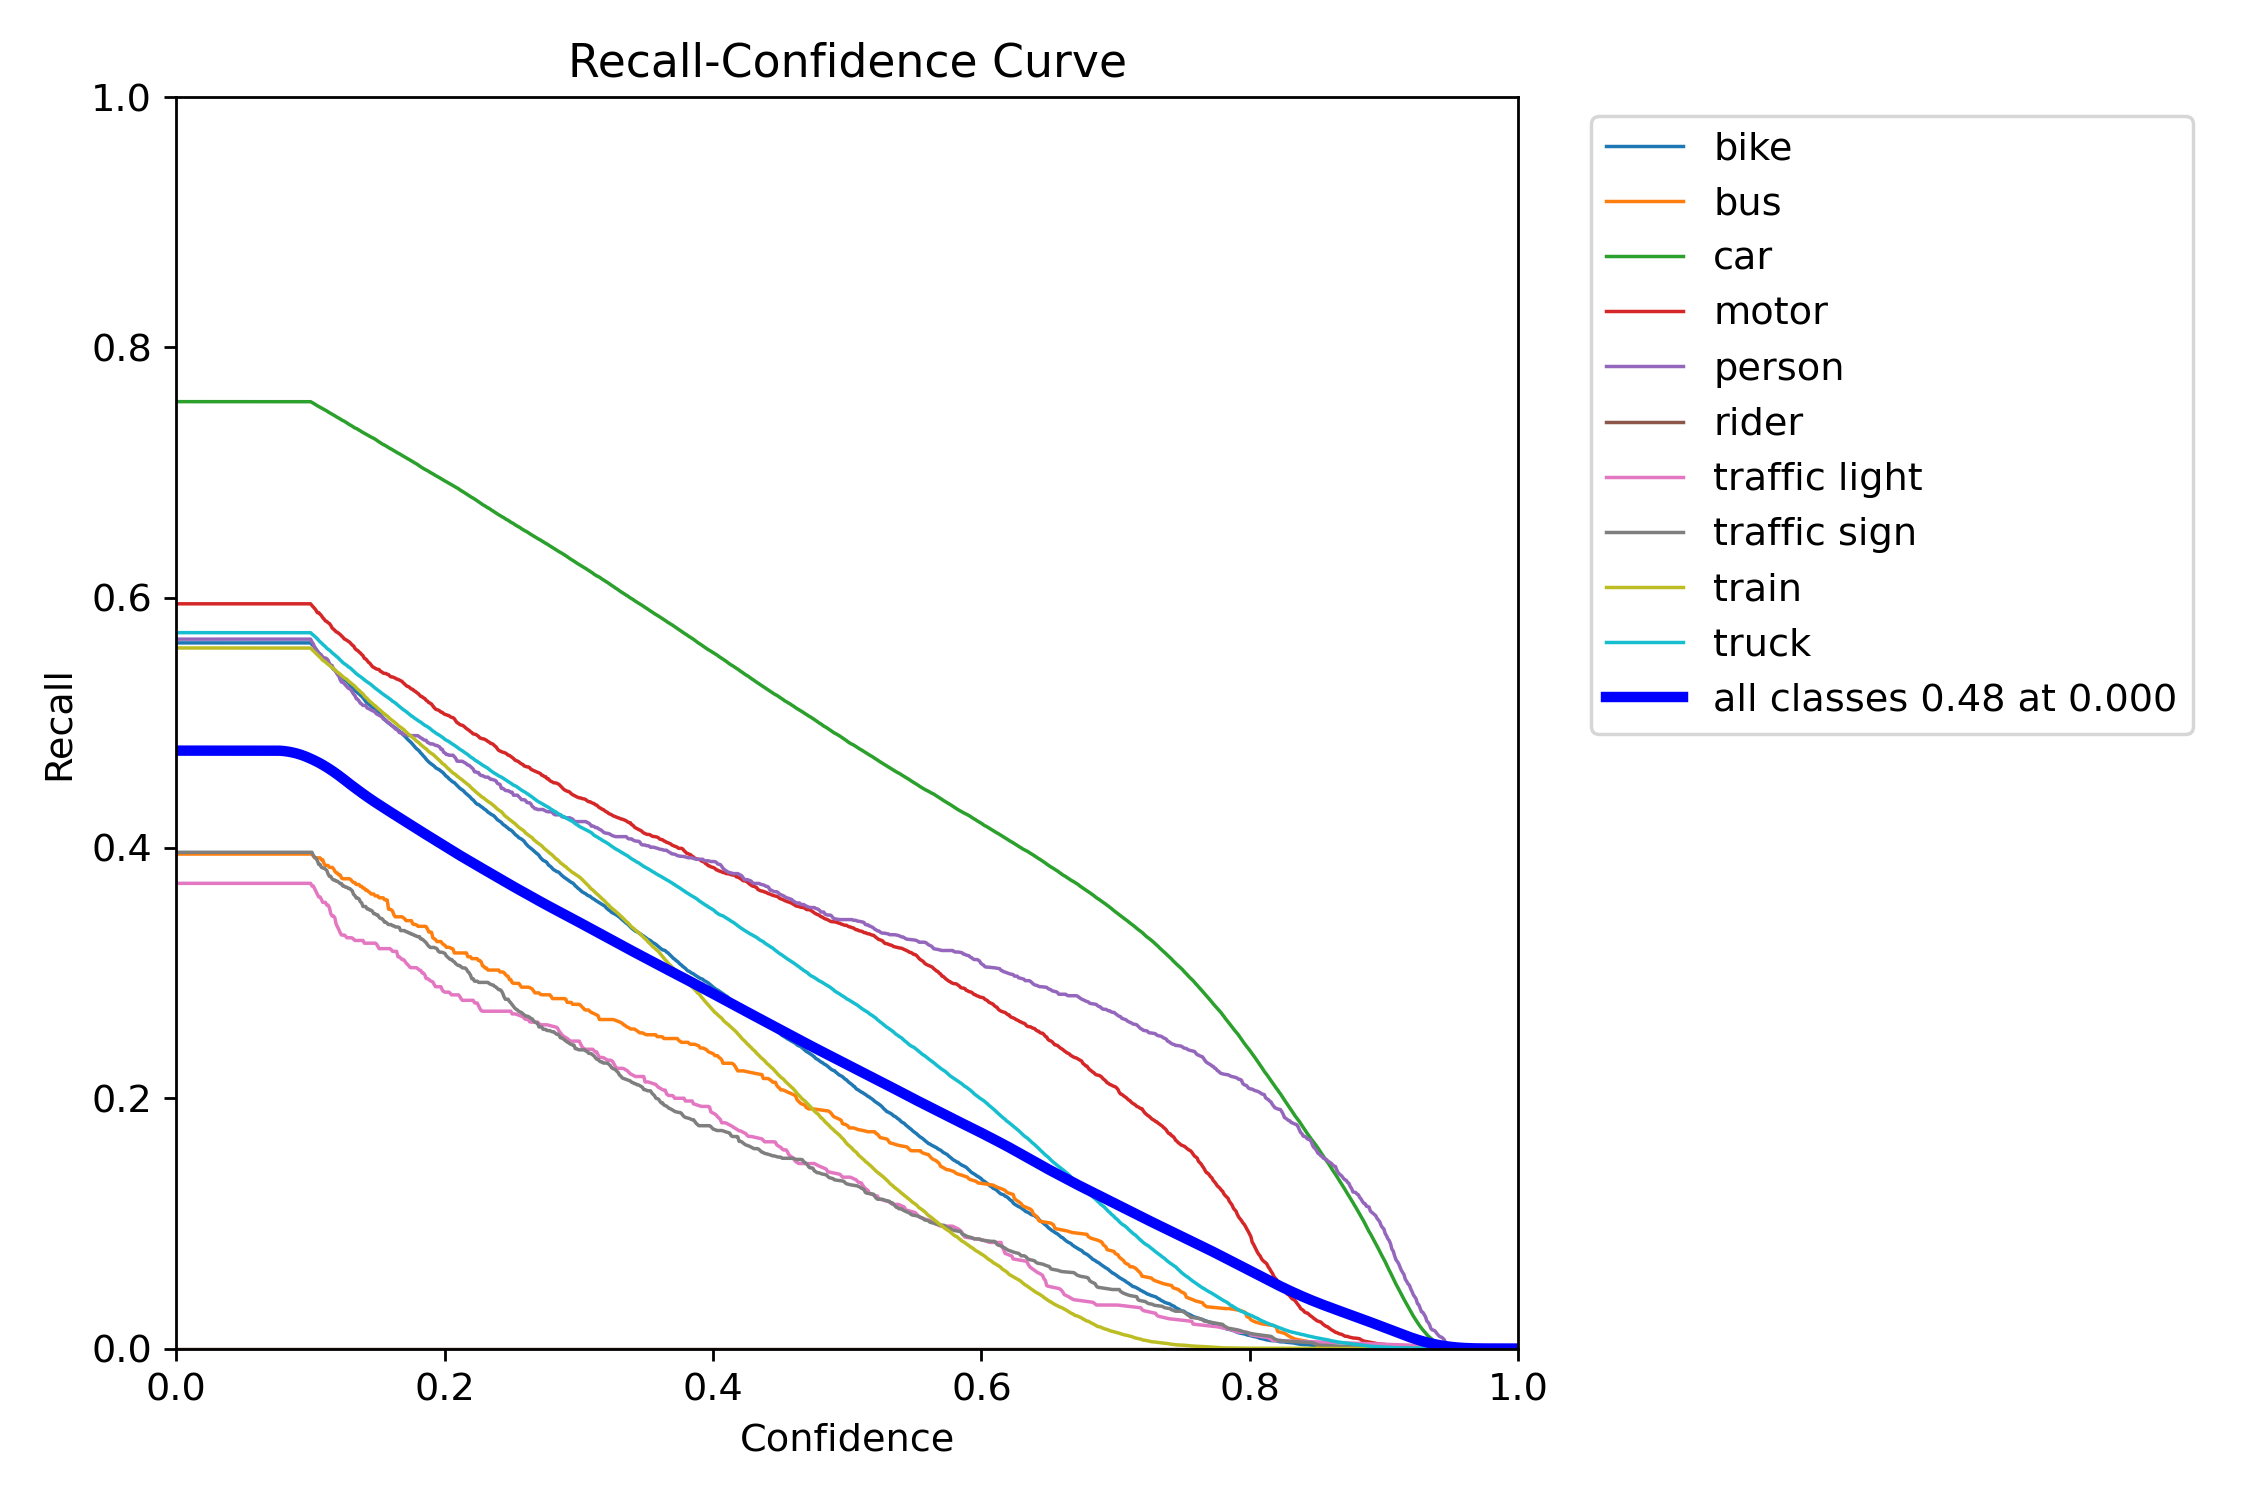 Recall-Confidence Curve
1.0
0.8
0.6
0.4
0.2
0.0
Recall
0.0 0.2 0.4 0.6 0.8 1.0
Confidence
bike
bus
car
motor
person
rider
traffic light
traffic sign
train
truck
all classes 0.48 at 0.000